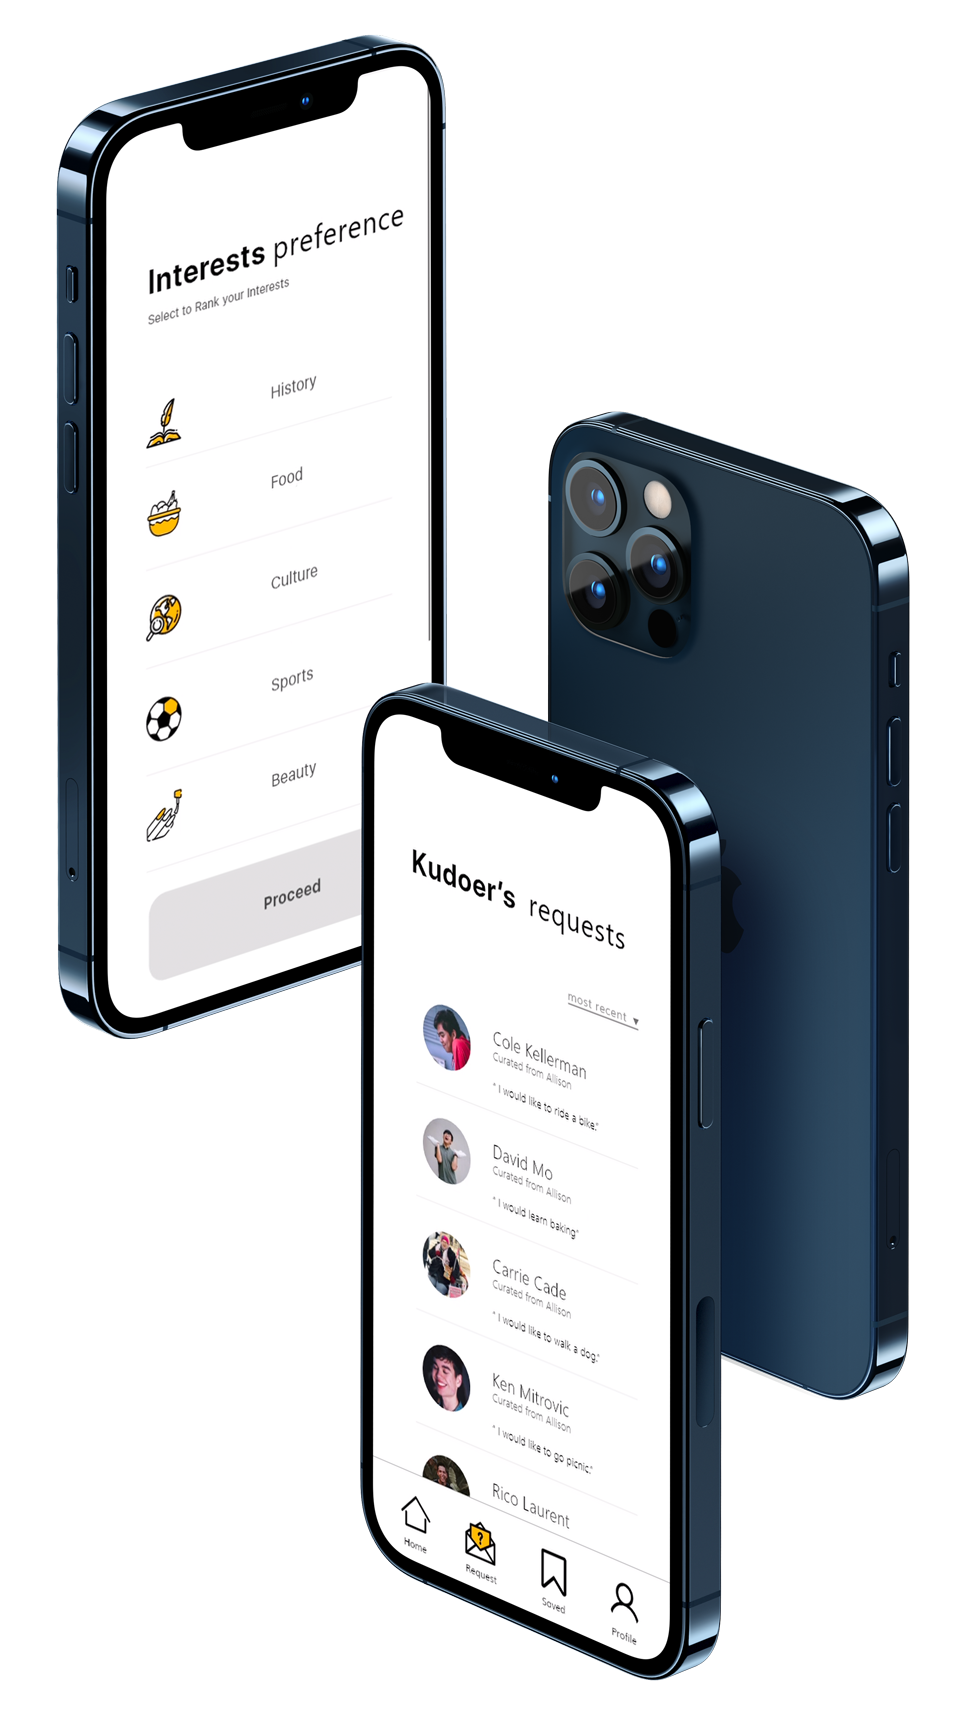 Interests preference
Select to Rank your Interests
History
Food
Culture
Sports
Beauty
Proceed
Kudoer's requests
most recent ▼
Cole Kellerman
Curated from Allison
" I would like to ride a bike."
David Mo
Curated from Allison
" I would learn baking"
Carrie Cade
Curated from Allison
" I would like to walk a dog."
Ken Mitrovic
Curated from Allison
" I would like to go picnic."
Rico Laurent
?
Home
Request
Saved
Profile